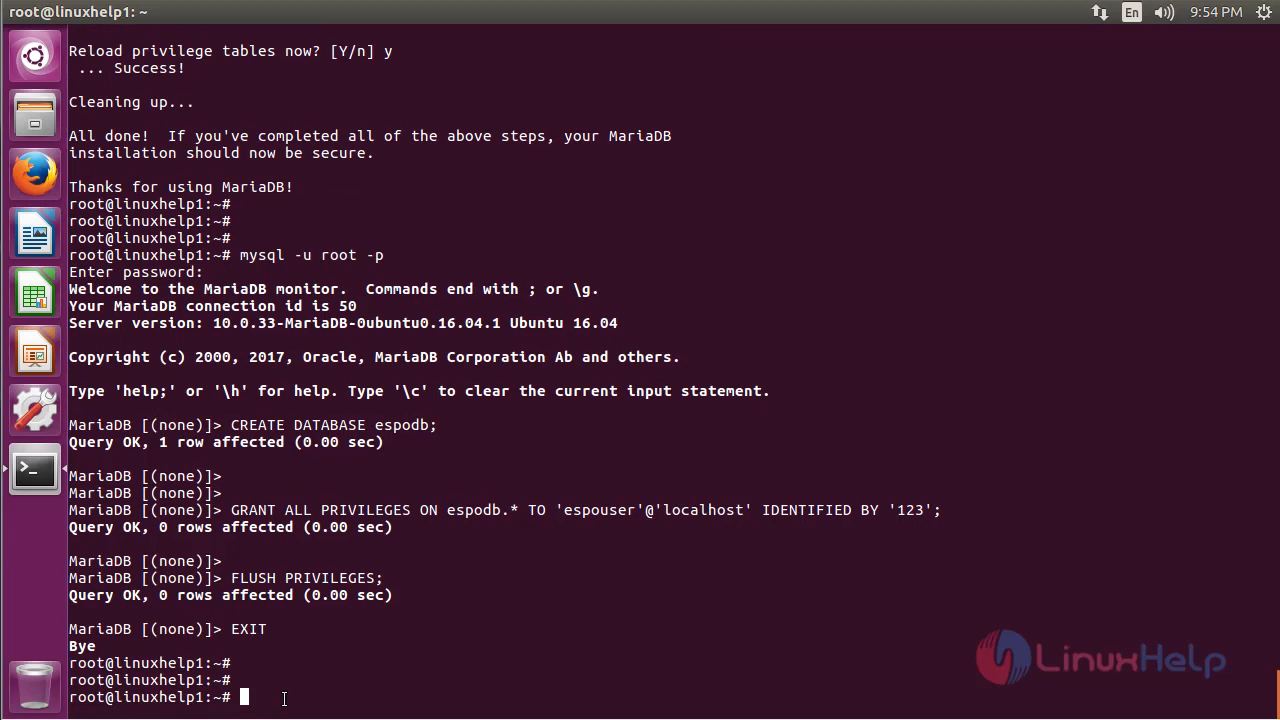 root@linuxhelp1: ~
En
9:54 PM
Reload privilege tables now? [Y/n] y
... Success!
Cleaning up...
All done!  If you've completed all of the above steps, your MariaDB
installation should now be secure.
Thanks for using MariaDB!
root@linuxhelp1:~#
root@linuxhelp1:~#
root@linuxhelp1:~#
root@linuxhelp1:~# mysql -u root -p
Enter password:
Welcome to the MariaDB monitor.  Commands end with ; or \g.
Your MariaDB connection id is 50
Server version: 10.0.33-MariaDB-0ubuntu0.16.04.1 Ubuntu 16.04
Copyright (c) 2000, 2017, Oracle, MariaDB Corporation Ab and others.
Type 'help;' or '\h' for help. Type '\c' to clear the current input statement.
MariaDB [(none)]> CREATE DATABASE espodb;
Query OK, 1 row affected (0.00 sec)
MariaDB [(none)]>
MariaDB [(none)]>
MariaDB [(none)]> GRANT ALL PRIVILEGES ON espodb.* TO 'espouser'@'localhost' IDENTIFIED BY '123';
Query OK, 0 rows affected (0.00 sec)
MariaDB [(none)]>
MariaDB [(none)]> FLUSH PRIVILEGES;
Query OK, 0 rows affected (0.00 sec)
MariaDB [(none)]> EXIT
Bye
root@linuxhelp1:~#
root@linuxhelp1:~#
root@linuxhelp1:~#
LinuxHelp